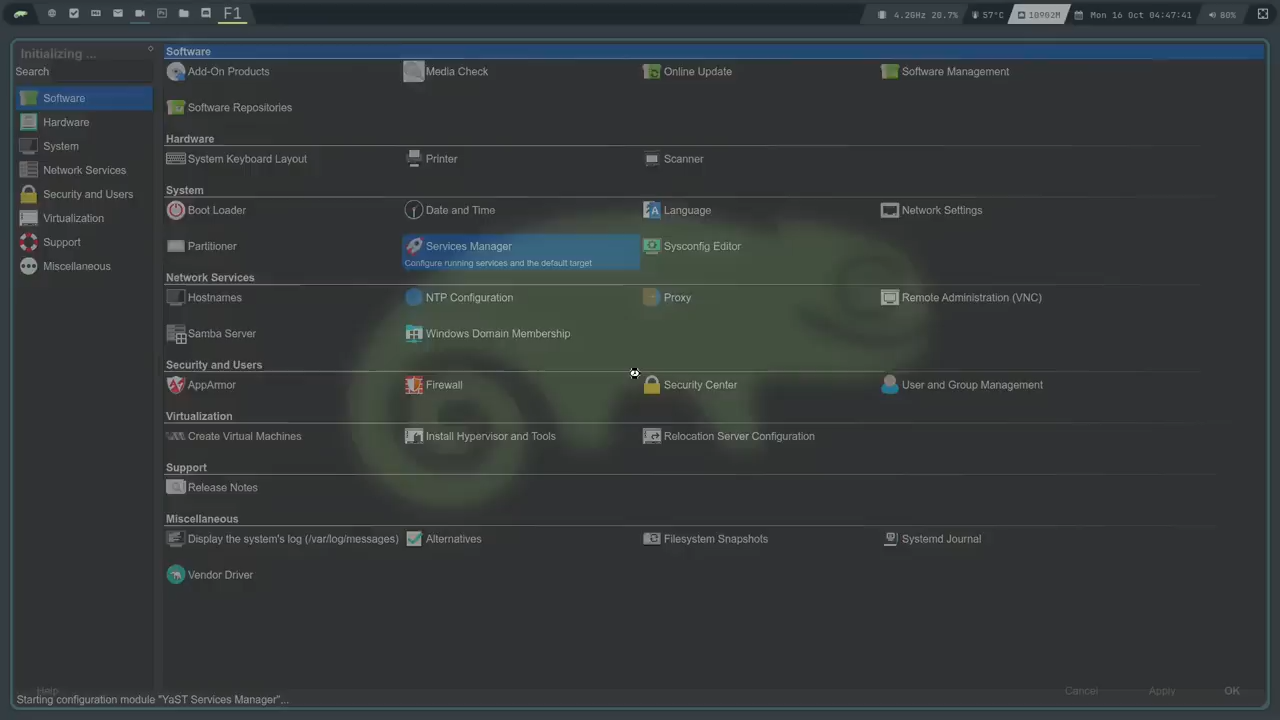 F1 4.2GHz 20.7% 57°C 10902M Mon 16 Oct 04:47:41 80%
Initializing ...
Search
Software
Hardware
System
Network Services
Security and Users
Virtualization
Support
Miscellaneous
Software
Add-On Products Media Check Online Update Software Management
Software Repositories
Hardware
System Keyboard Layout Printer Scanner
System
Boot Loader Date and Time Language Network Settings
Partitioner Services Manager Sysconfig Editor
Configure running services and the default target
Network Services
Hostnames NTP Configuration Proxy Remote Administration (VNC)
Samba Server Windows Domain Membership
Security and Users
AppArmor Firewall Security Center User and Group Management
Virtualization
Create Virtual Machines Install Hypervisor and Tools Relocation Server Configuration
Support
Release Notes
Miscellaneous
Display the system's log (/var/log/messages) Alternatives Filesystem Snapshots Systemd Journal
Vendor Driver
Help Cancel Apply OK
Starting configuration module "YaST Services Manager"...